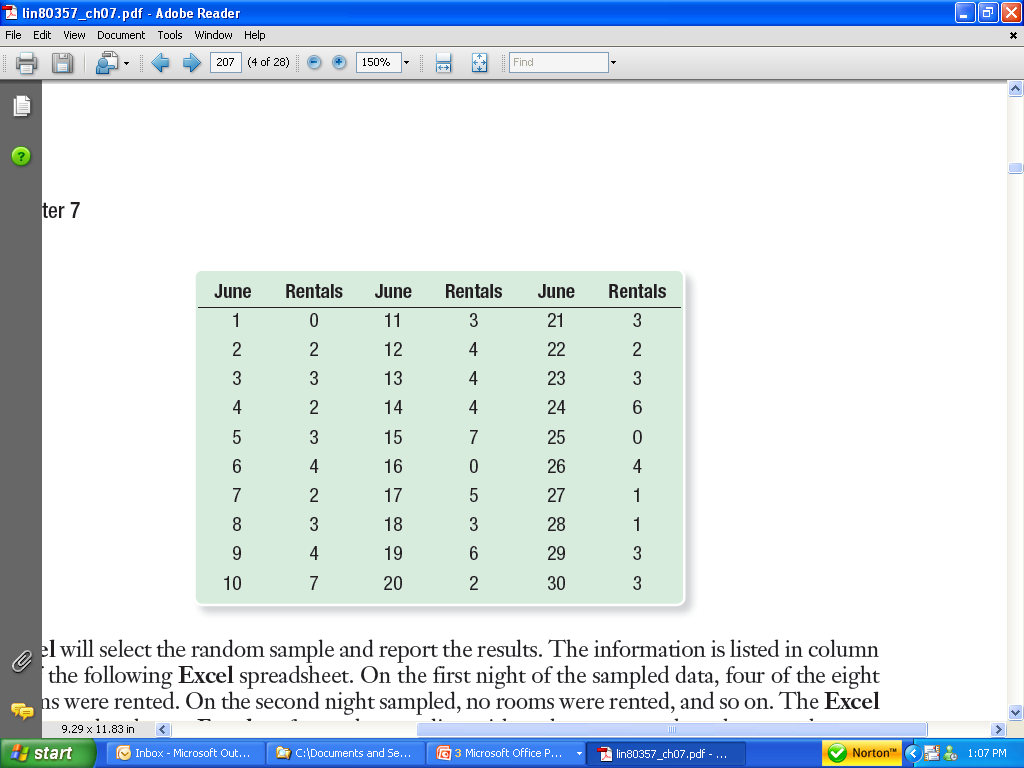 lin80357_ch07.pdf - Adobe Reader
File Edit View Document Tools Window Help
207 (4 of 28) 150% Find
ter 7
June Rentals June Rentals June Rentals
1 0 11 3 21 3
2 2 12 4 22 2
3 3 13 4 23 3
4 2 14 4 24 6
5 3 15 7 25 0
6 4 16 0 26 4
7 2 17 5 27 1
8 3 18 3 28 1
9 4 19 6 29 3
10 7 20 2 30 3
el will select the random sample and report the results. The information is listed in column
f the following Excel spreadsheet. On the first night of the sampled data, four of the eight
ms were rented. On the second night sampled, no rooms were rented, and so on. The Excel
9.29 x 11.83 in
start Inbox - Microsoft Out... C:\Documents and Se... 3 Microsoft Office P... lin80357_ch07.pdf - ... Norton™ 1:07 PM